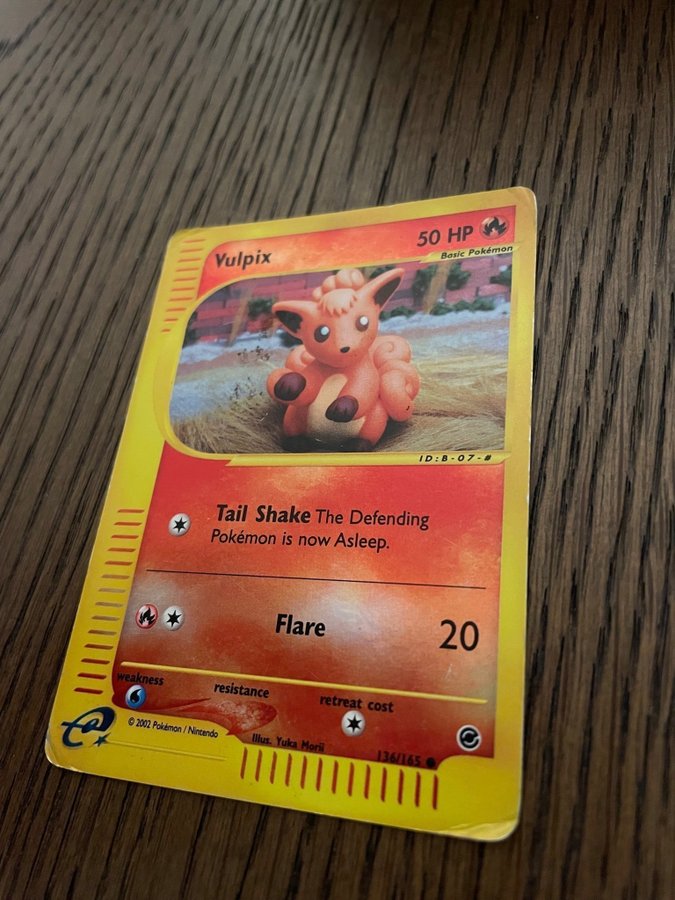 Vulpix
50 HP
Basic Pokémon
ID:B-07-#
Tail Shake The Defending
Pokémon is now Asleep.
Flare 20
weakness resistance retreat cost
© 2002 Pokémon / Nintendo
Illus. Yuka Morii
136/165
e